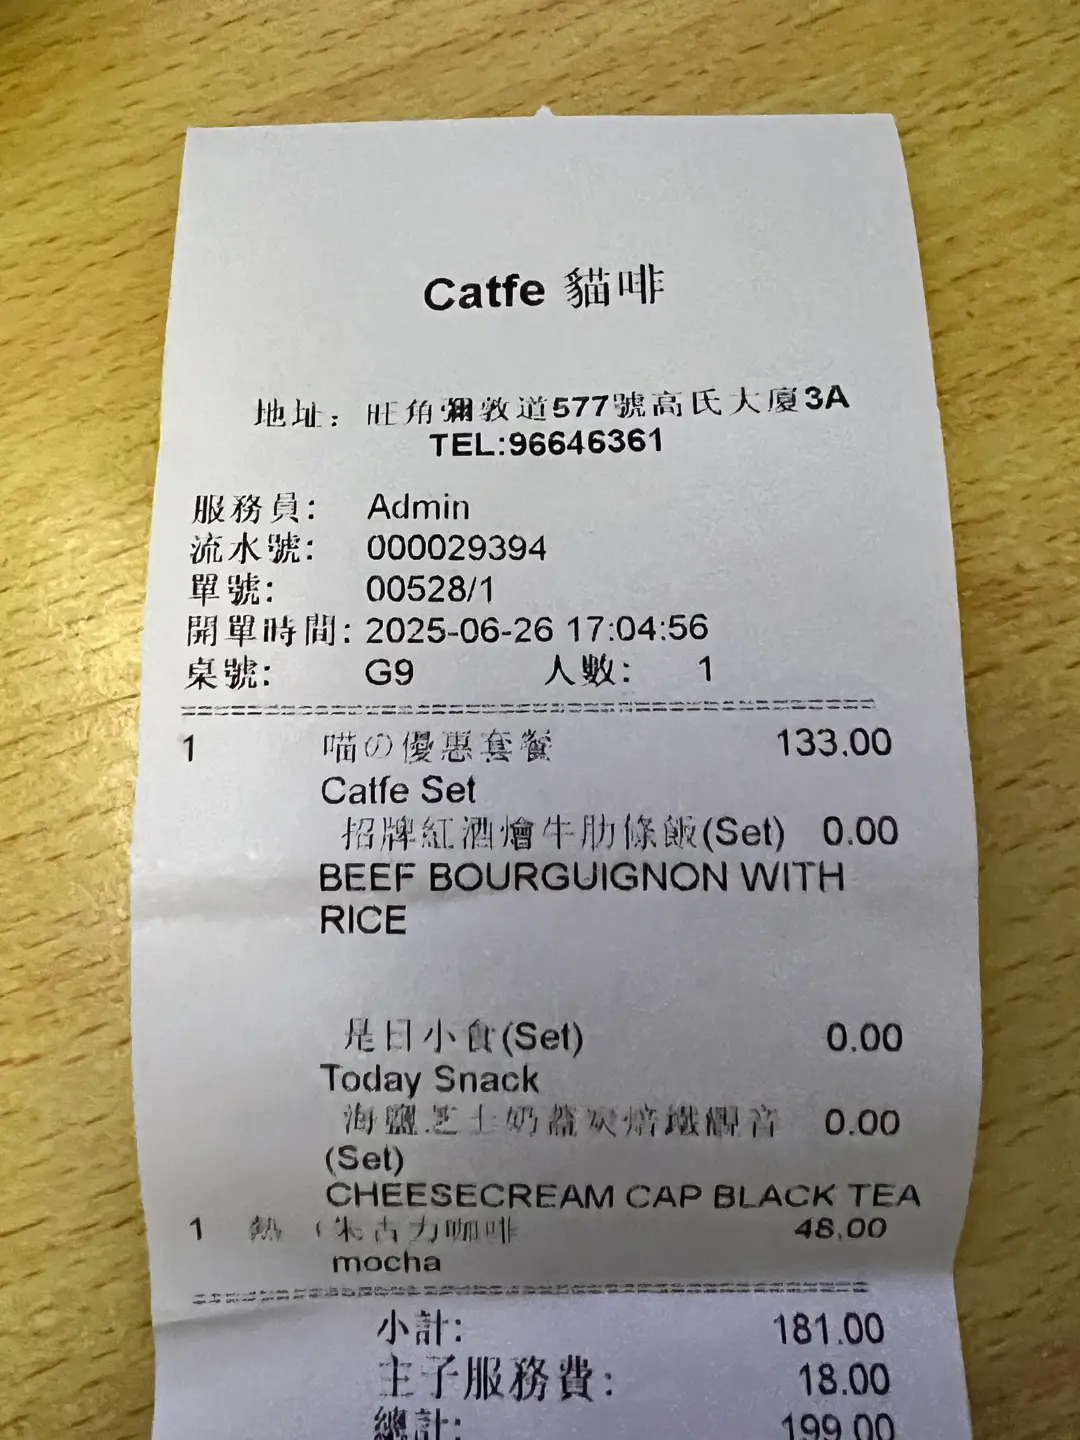 Catfe 貓啡
地址：旺角彌敦道577號高氏大廈3A
TEL:96646361
服務員: Admin
流水號: 000029394
單號: 00528/1
開單時間: 2025-06-26 17:04:56
桌號: G9 人數: 1
1 喵の優惠套餐 133.00
Catfe Set
招牌紅酒燴牛肋條飯(Set) 0.00
BEEF BOURGUIGNON WITH
RICE
是日小食(Set) 0.00
Today Snack
海鹽芝士奶蓋炭焙鐵觀音 0.00
(Set)
CHEESECREAM CAP BLACK TEA
1 熱 （朱古力咖啡 48.00
mocha
小計: 181.00
主子服務費: 18.00
總計: 199.00